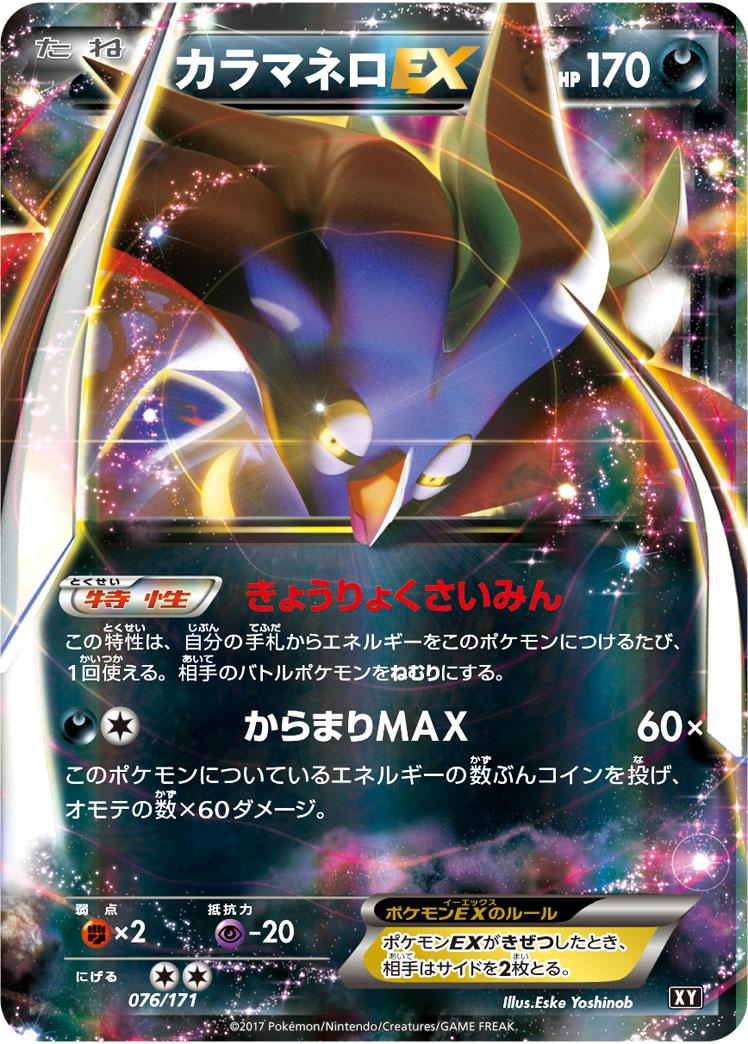 たね カラマネロEX HP170
とくせい
特性 きょうりょくさいみん
この特性は、自分の手札からエネルギーをこのポケモンにつけるたび、
1回使える。相手のバトルポケモンをねむりにする。
からまりMAX 60×
このポケモンについているエネルギーの数ぶんコインを投げ、
オモテの数×60ダメージ。
弱点 抵抗力
×2 -20
にげる
076/171
イーエックス
ポケモンEXのルール
ポケモンEXがきぜつしたとき、
相手はサイドを2枚とる。
Illus.Eske Yoshinob XY
©2017 Pokémon/Nintendo/Creatures/GAME FREAK.